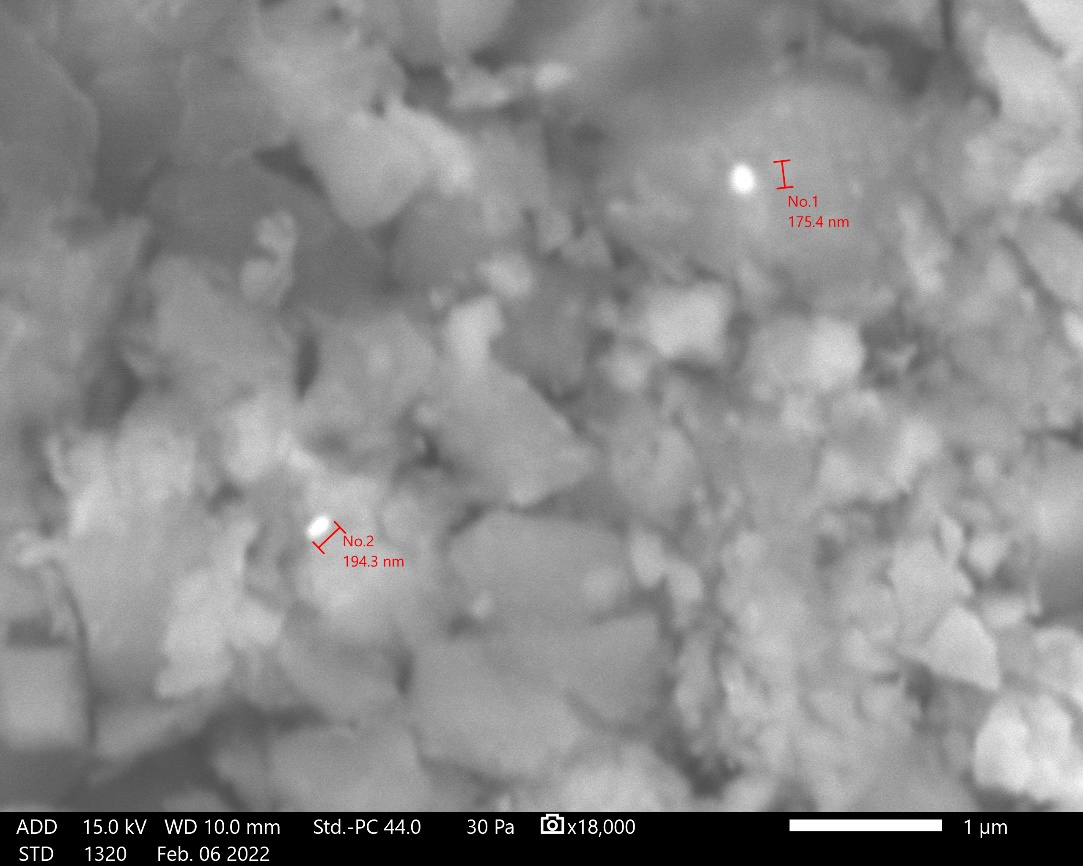 No.1
175.4 nm
No.2
194.3 nm
ADD 15.0 kV WD 10.0 mm Std.-PC 44.0 30 Pa x18,000 1 µm
STD 1320 Feb. 06 2022